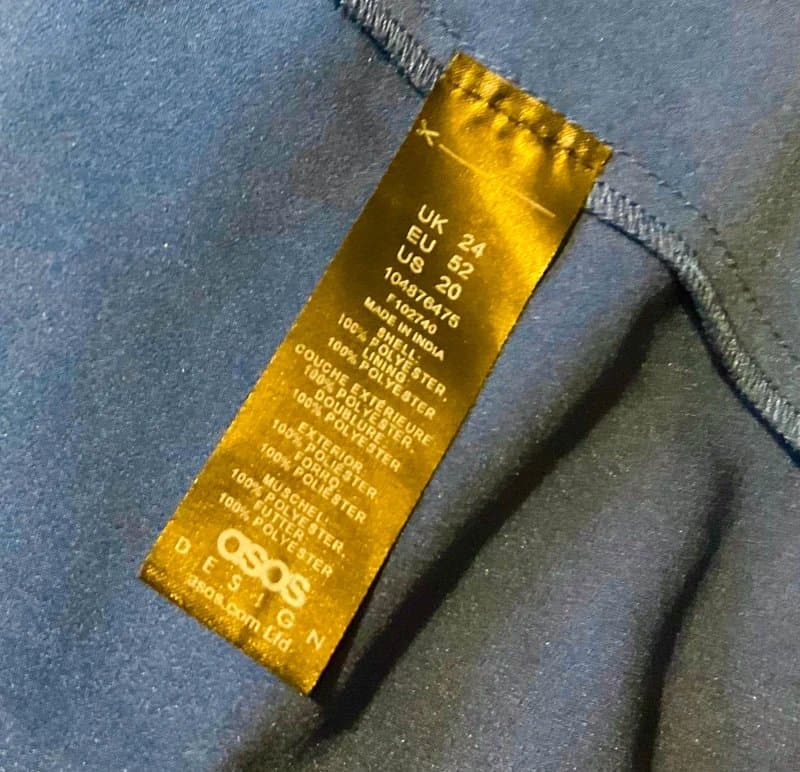 UK 24
EU 52
US 20
104876475
F102740
MADE IN INDIA
SHELL:
100% POLYESTER.
LINING:
100% POLYESTER
COUCHE EXTÉRIEURE
100% POLYESTER.
DOUBLURE:
100% POLYESTER
EXTERIOR:
100% POLIÉSTER.
FORRO:
100% POLIÉSTER
MUSCHEL:
100% POLYESTER.
FUTTER:
100% POLYESTER
asos
DESIGN
asos.com Ltd.